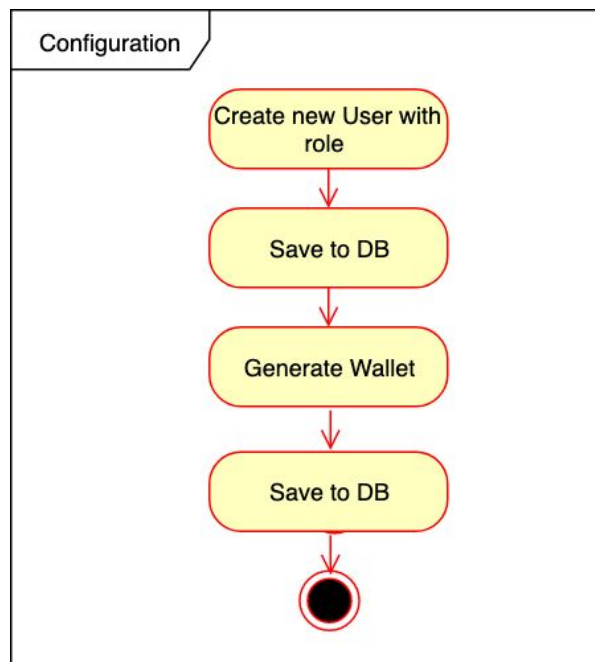 Configuration
Create new User with
role
Save to DB
Generate Wallet
Save to DB